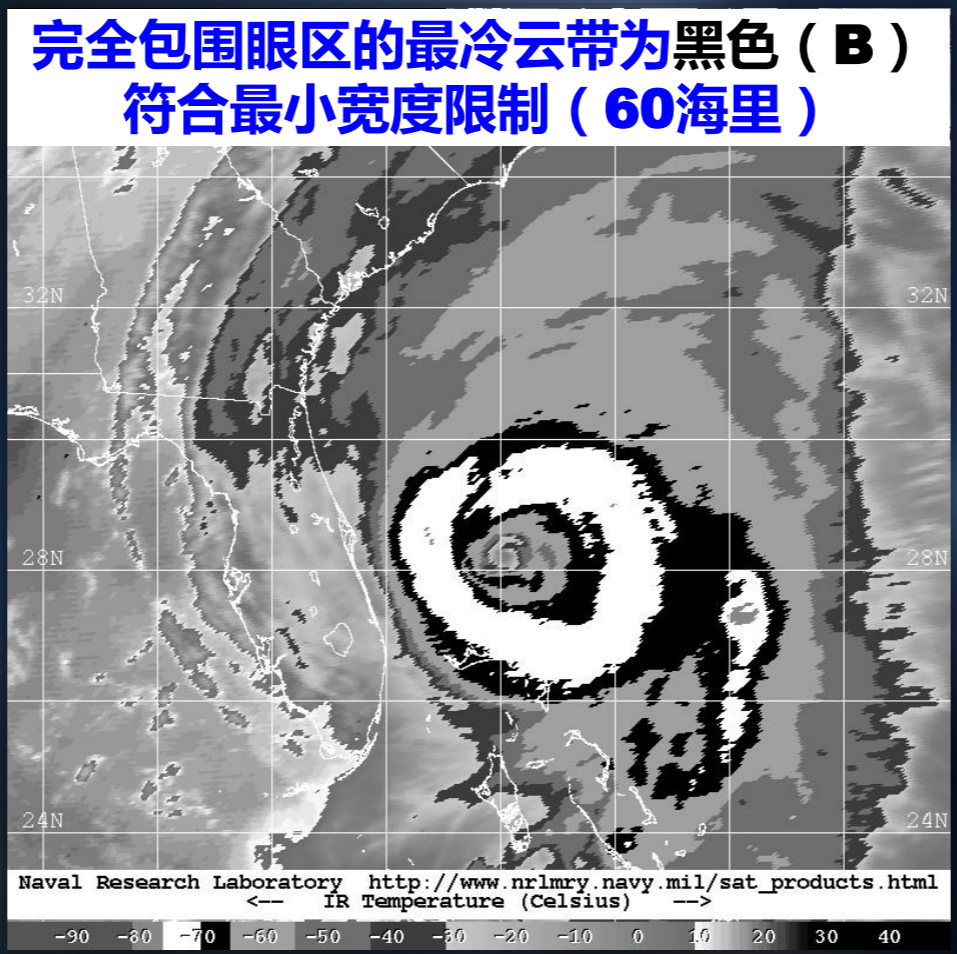 完全包围眼区的最冷云带为黑色（B）
符合最小宽度限制（60海里）
32N 32N
28N 28N
24N 24N
Naval Research Laboratory http://www.nrlmry.navy.mil/sat_products.html
<-- IR Temperature (Celsius) -->
-90 -80 -70 -60 -50 -40 -30 -20 -10 0 10 20 30 40